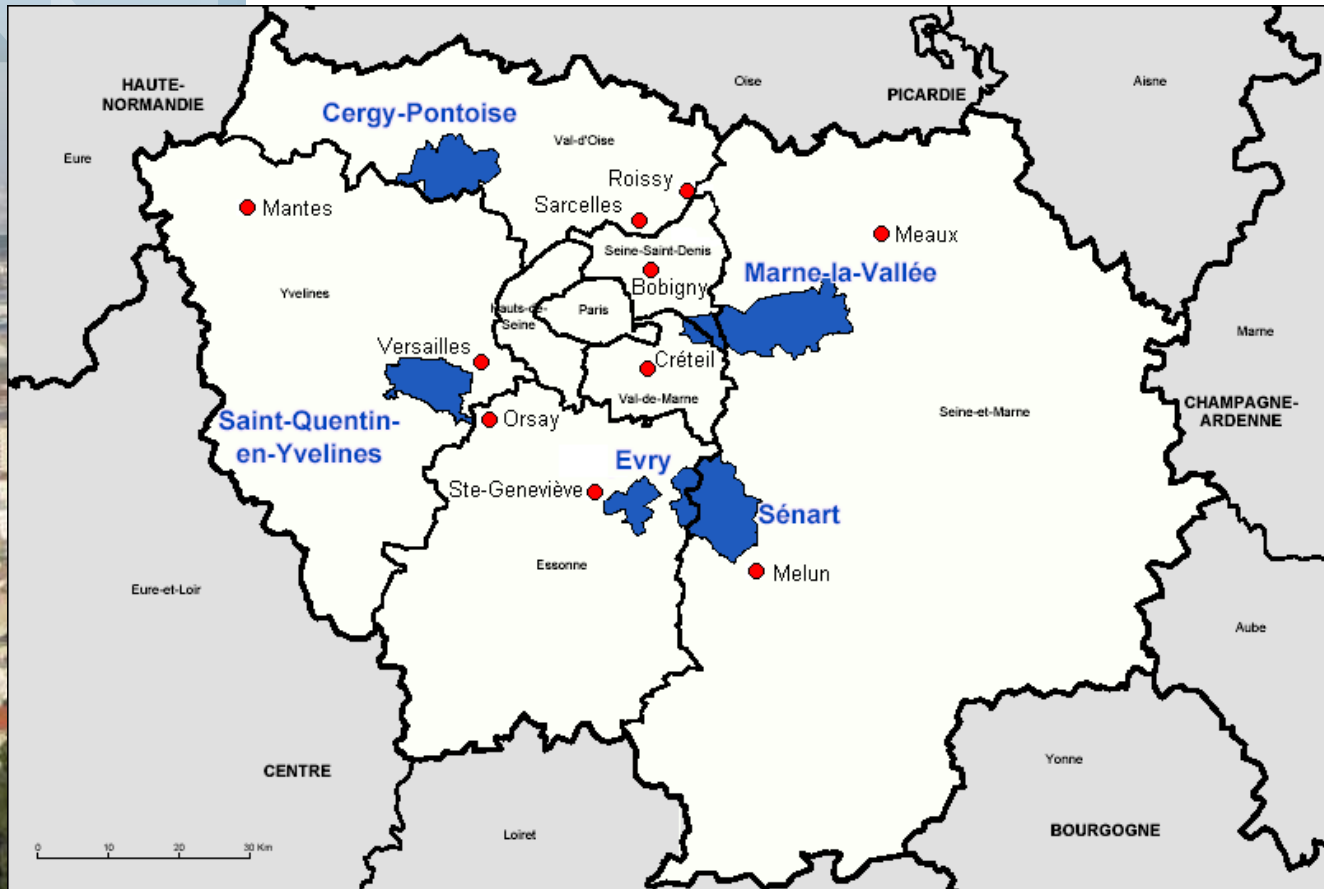 Oise
Aisne
HAUTE-
NORMANDIE
PICARDIE
Cergy-Pontoise
Val-d'Oise
Eure
Roissy
Sarcelles
Mantes
Meaux
Seine-Saint-Denis
Marne-la-Vallée
Bobigny
Yvelines
Hauts-de-
Seine
Paris
Marne
Versailles
Créteil
Val-de-Marne
CHAMPAGNE-
ARDENNE
Seine-et-Marne
Saint-Quentin-
en-Yvelines
Orsay
Evry
Ste-Geneviève
Sénart
Essonne
Melun
Eure-et-Loir
Aube
CENTRE
Yonne
Loiret
BOURGOGNE
0 10 20 30 Km